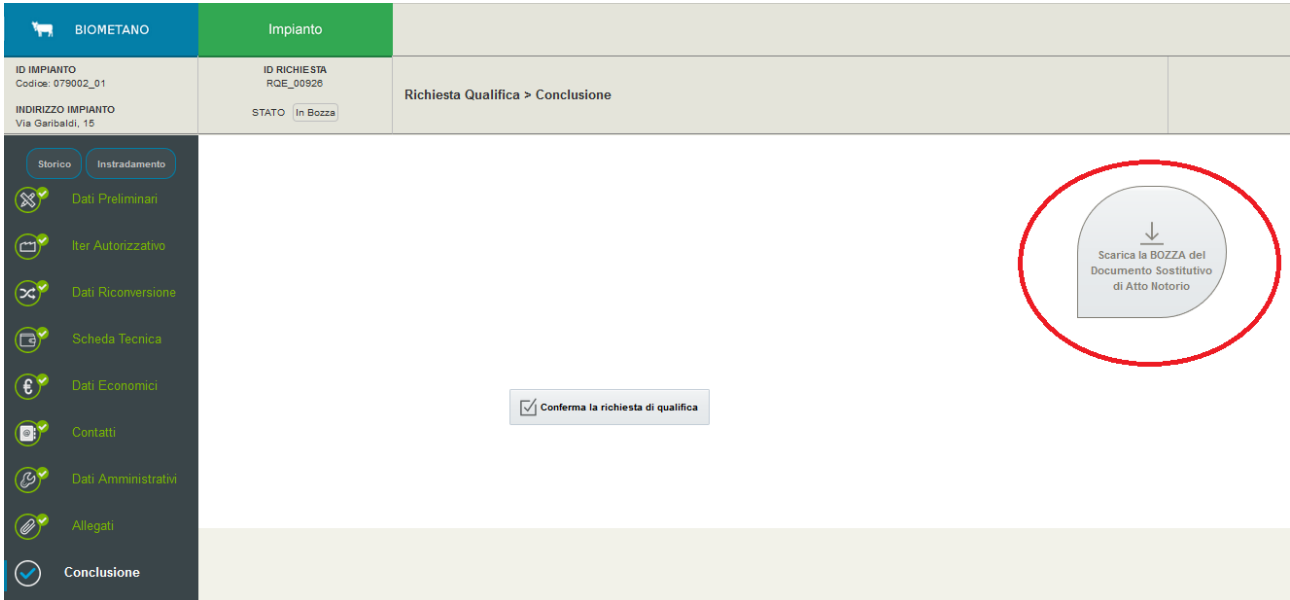 BIOMETANO
Impianto
ID IMPIANTO
Codice: 079002_01
INDIRIZZO IMPIANTO
Via Garibaldi, 15
ID RICHIESTA
RQE_00926
STATO In Bozza
Richiesta Qualifica > Conclusione
Storico
Instradamento
Dati Preliminari
Iter Autorizzativo
Dati Riconversione
Scheda Tecnica
Dati Economici
Contatti
Dati Amministrativi
Allegati
Conclusione
Scarica la BOZZA del
Documento Sostitutivo
di Atto Notorio
Conferma la richiesta di qualifica